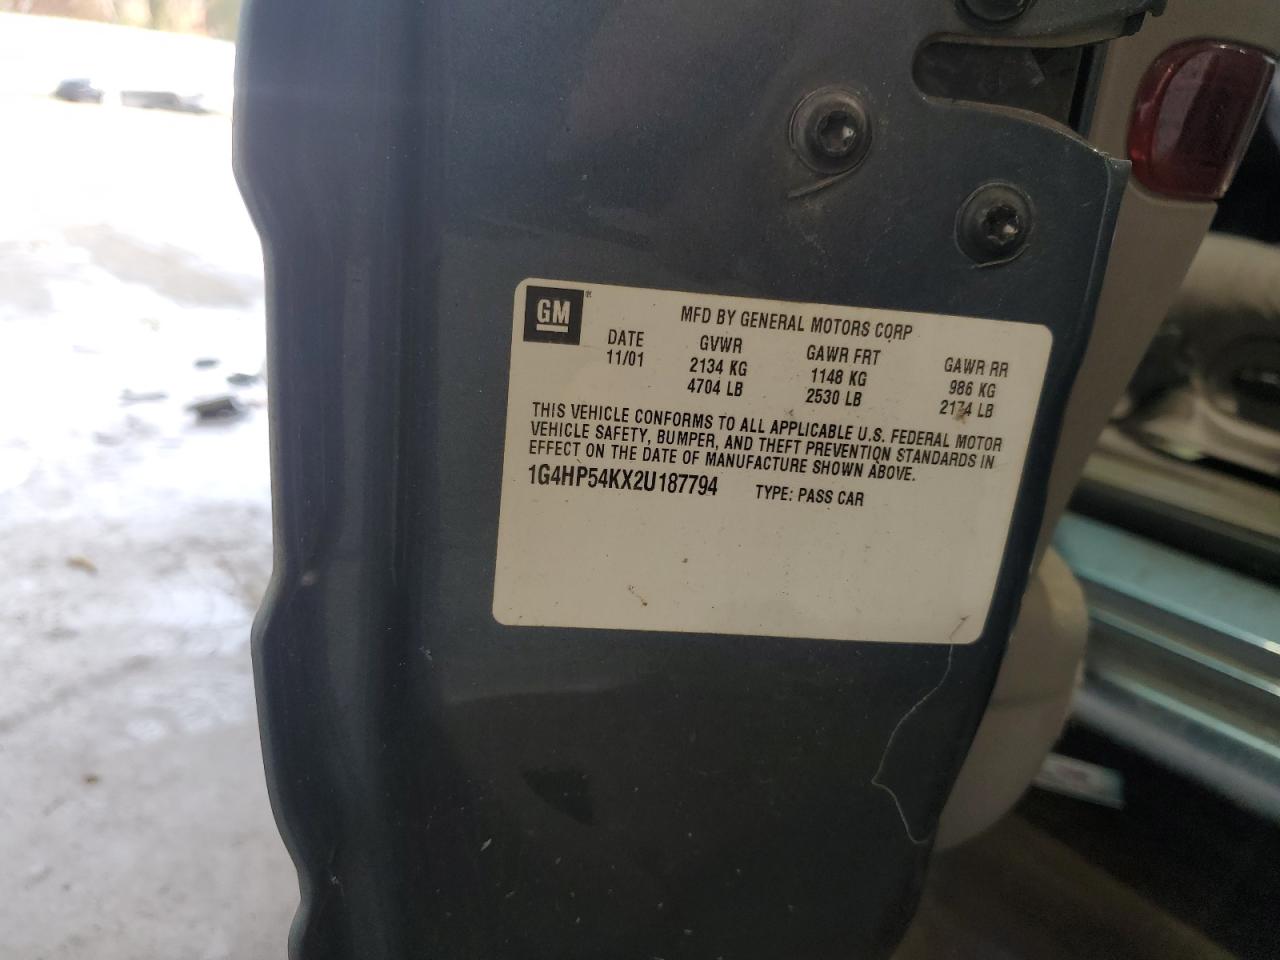 GM®
MFD BY GENERAL MOTORS CORP
DATE GVWR GAWR FRT GAWR RR
11/01 2134 KG 1148 KG 986 KG
4704 LB 2530 LB 2174 LB
THIS VEHICLE CONFORMS TO ALL APPLICABLE U.S. FEDERAL MOTOR
VEHICLE SAFETY, BUMPER, AND THEFT PREVENTION STANDARDS IN
EFFECT ON THE DATE OF MANUFACTURE SHOWN ABOVE.
1G4HP54KX2U187794 TYPE: PASS CAR